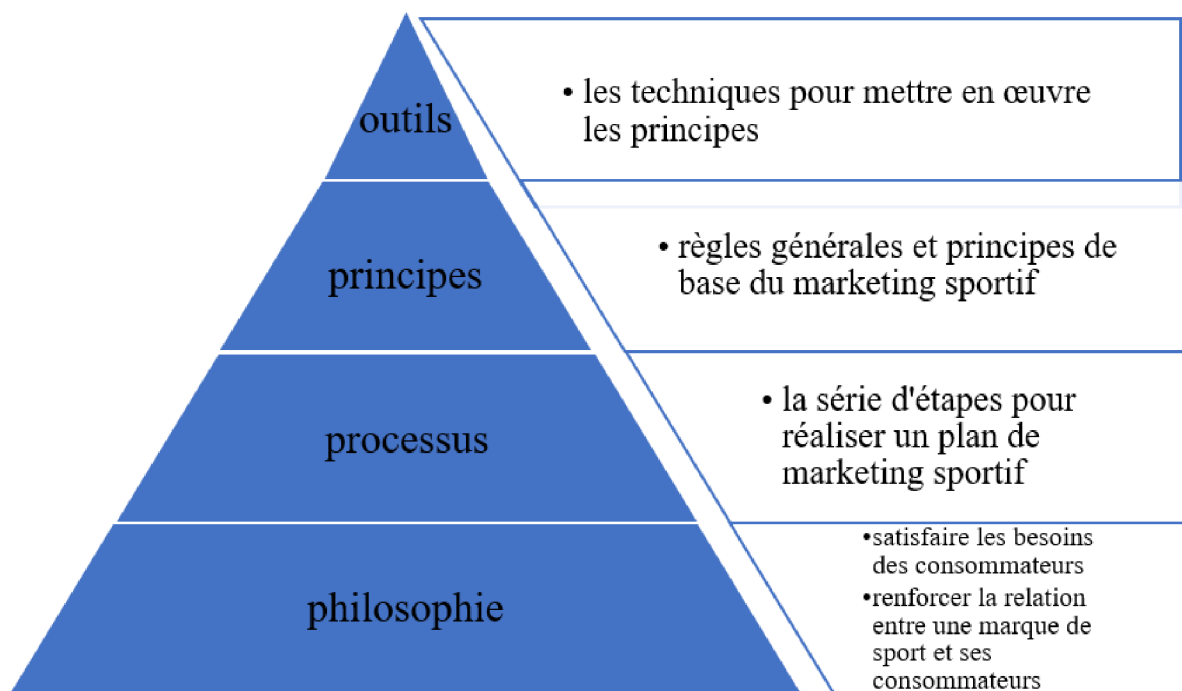 outils
• les techniques pour mettre en œuvre
les principes
principes
• règles générales et principes de
base du marketing sportif
processus
• la série d'étapes pour
réaliser un plan de
marketing sportif
philosophie
•satisfaire les besoins
des consommateurs
•renforcer la relation
entre une marque de
sport et ses
consommateurs